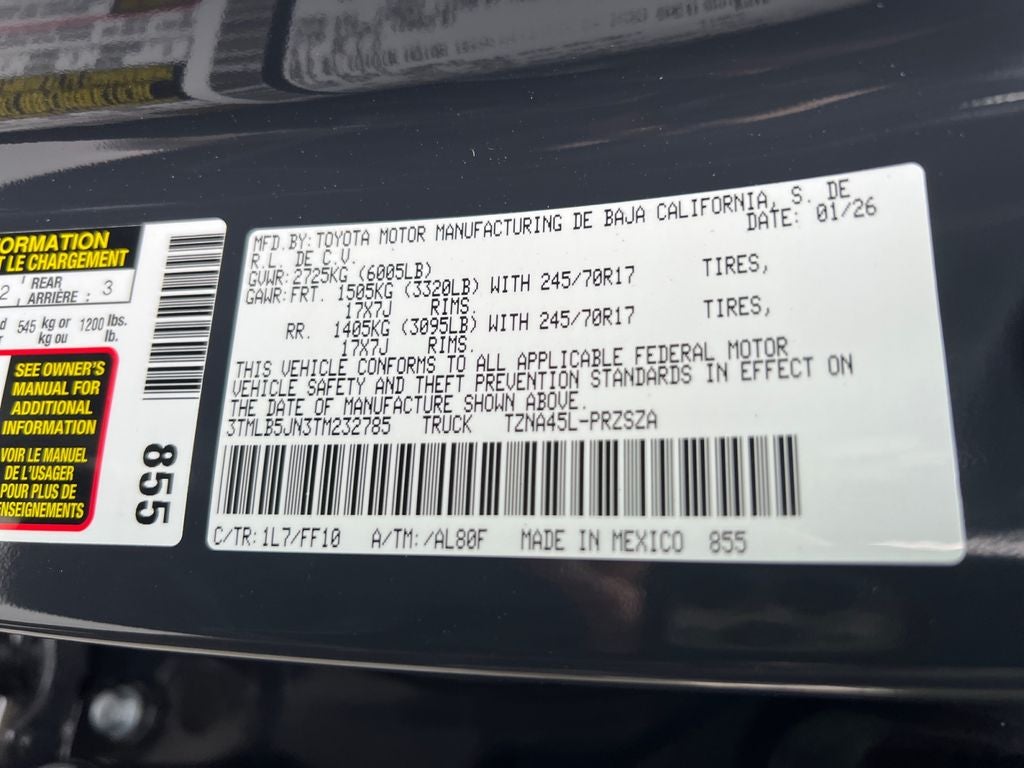 ORMATION
T LE CHARGEMENT
2 REAR ARRIÈRE : 3
545 kg or 1200 lbs.
kg ou lb.
SEE OWNER'S
MANUAL FOR
ADDITIONAL
INFORMATION
VOIR LE MANUEL
DE L'USAGER
POUR PLUS DE
ENSEIGNEMENTS
855
MFD.BY:TOYOTA MOTOR MANUFACTURING DE BAJA CALIFORNIA, S. DE
R.L. DE C.V. DATE: 01/26
GVWR:2725KG (6005LB)
GAWR:FRT. 1505KG (3320LB) WITH 245/70R17 TIRES,
17X7J RIMS.
RR. 1405KG (3095LB) WITH 245/70R17 TIRES,
17X7J RIMS.
THIS VEHICLE CONFORMS TO ALL APPLICABLE FEDERAL MOTOR
VEHICLE SAFETY AND THEFT PREVENTION STANDARDS IN EFFECT ON
THE DATE OF MANUFACTURE SHOWN ABOVE.
3TMLB5JN3TM232785 TRUCK TZNA45L-PRZSZA
C/TR:1L7/FF10 A/TM:/AL80F MADE IN MEXICO 855